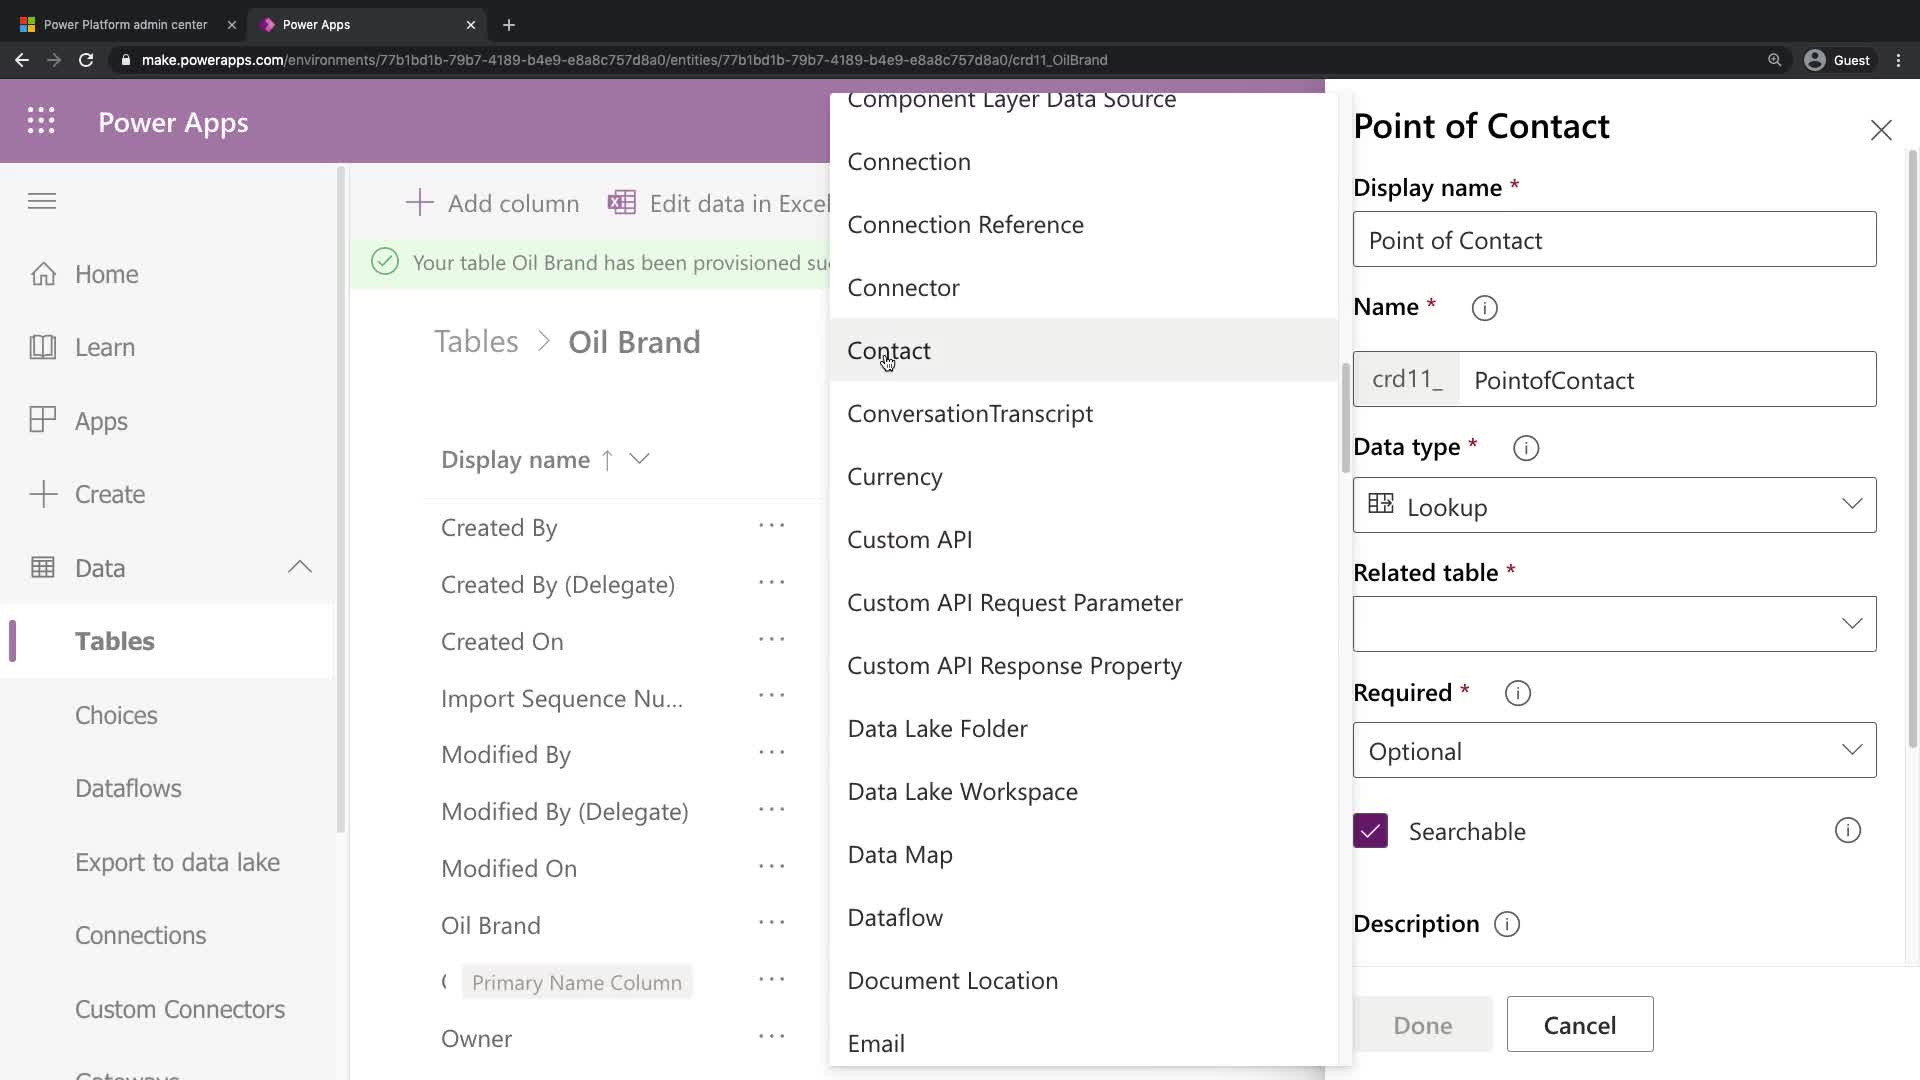 Power Platform admin center
Power Apps
make.powerapps.com/environments/77b1bd1b-79b7-4189-b4e9-e8a8c757d8a0/entities/77b1bd1b-79b7-4189-b4e9-e8a8c757d8a0/crd11_OilBrand
Guest
Power Apps
Home
Learn
Apps
Create
Data
Tables
Choices
Dataflows
Export to data lake
Connections
Custom Connectors
Add column
Edit data in Excel
Your table Oil Brand has been provisioned
Tables > Oil Brand
Display name
Created By
Created By (Delegate)
Created On
Import Sequence Nu...
Modified By
Modified By (Delegate)
Modified On
Oil Brand
Primary Name Column
Owner
Component Layer Data Source
Connection
Connection Reference
Connector
Contact
ConversationTranscript
Currency
Custom API
Custom API Request Parameter
Custom API Response Property
Data Lake Folder
Data Lake Workspace
Data Map
Dataflow
Document Location
Email
Point of Contact
Display name *
Point of Contact
Name *
crd11_ PointofContact
Data type *
Lookup
Related table *
Required *
Optional
Searchable
Description
Done
Cancel